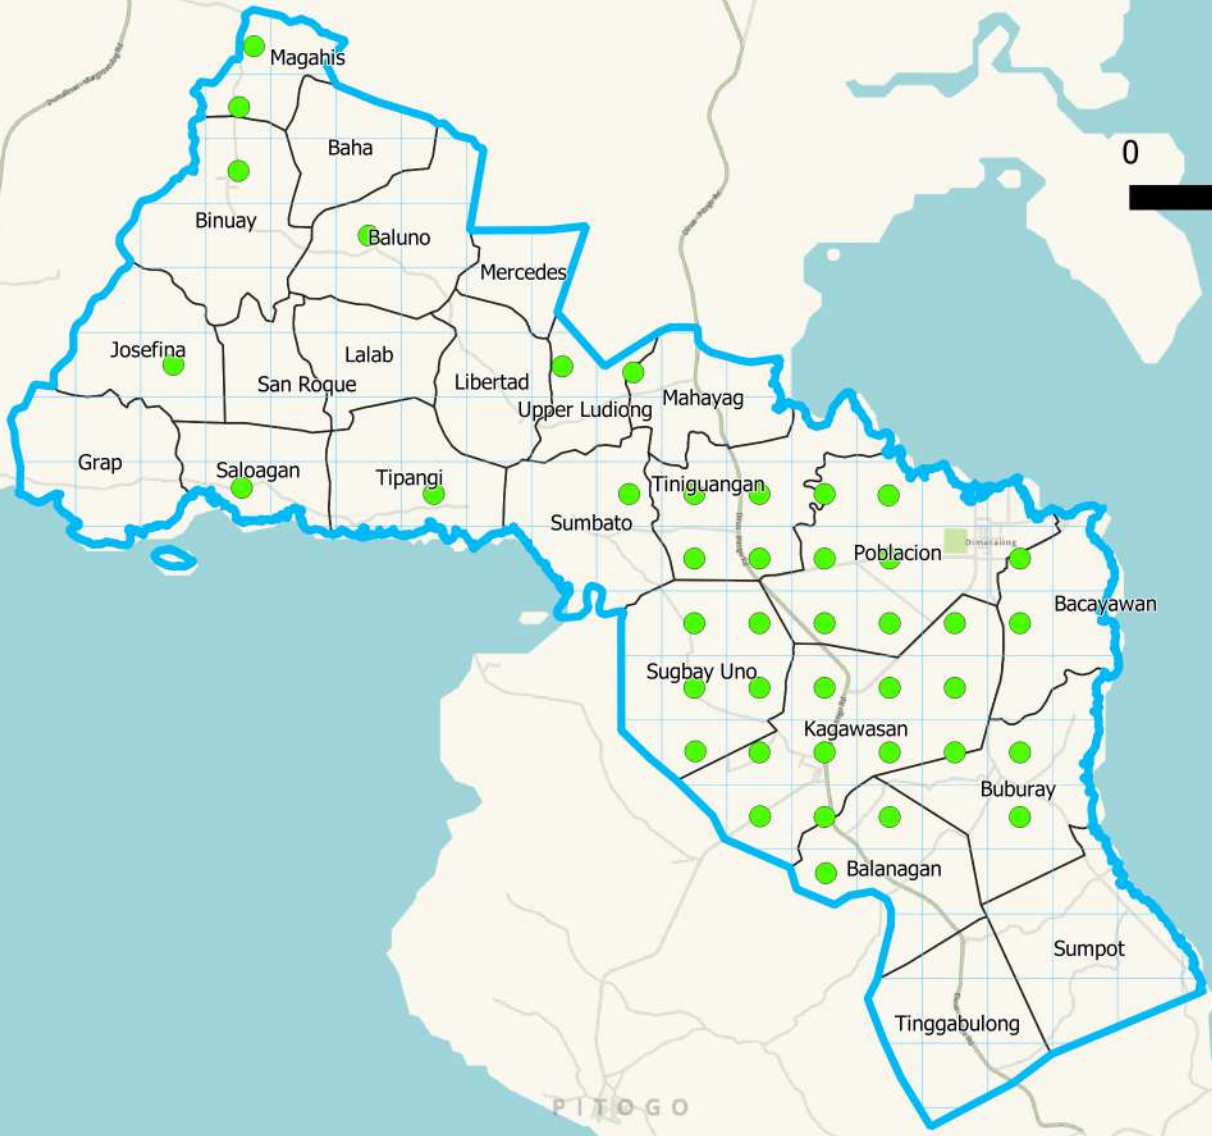 Magahis
Baha
0
Binuay
Baluno
Mercedes
Josefina
Lalab
San Roque
Libertad
Mahayag
Upper Ludiong
Grap
Saloagan
Tipangi
Tiniguangan
Sumbato
Dimataling
Poblacion
Bacayawan
Sugbay Uno
Kagawasan
Buburay
Balanagan
Sumpot
Tinggabulong
PITOGO